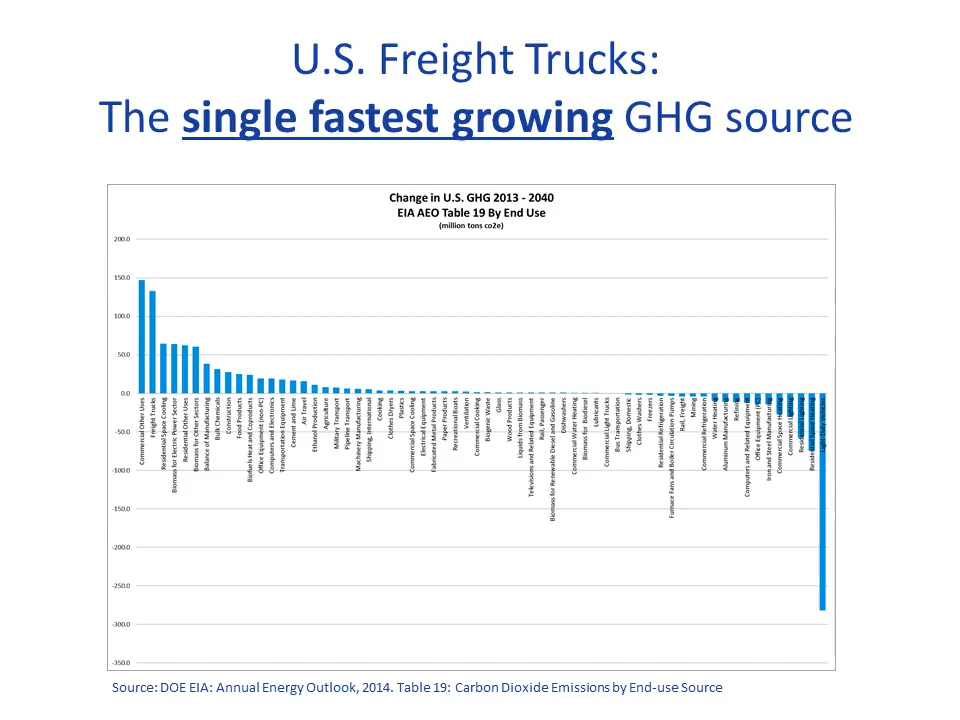 U.S. Freight Trucks:
The single fastest growing GHG source
Change in U.S. GHG 2013 - 2040
EIA AEO Table 19 By End Use
(million tons co2e)
200.0
150.0
100.0
50.0
0.0
-50.0
-100.0
-150.0
-200.0
-250.0
-300.0
-350.0
Commercial Other Uses
Freight Trucks
Residential Space Cooling
Biomass for Electric Power Sector
Residential Other Uses
Biomass for Other Sectors
Balance of Manufacturing
Bulk Chemicals
Construction
Food Products
Biofuels Heat and Coproducts
Office Equipment (non-PC)
Computers and Electronics
Transportation Equipment
Cement and Lime
Air Travel
Ethanol Production
Agriculture
Military Transport
Pipeline Transport
Machinery Manufacturing
Shipping, International
Cooking
Clothes Dryers
Plastics
Commercial Space Cooling
Electrical Equipment
Fabricated Metal Products
Paper Products
Recreational Boats
Ventilation
Commercial Cooking
Biogenic Waste
Glass
Wood Products
Liquids from Biomass
Televisions and Related Equipment
Rail, Passenger
Biomass for Renewable Diesel and Gasoline
Dishwashers
Commercial Water Heating
Biomass for Biodiesel
Lubricants
Commercial Light Trucks
Bus Transportation
Shipping, Domestic
Clothes Washers
Freezers
Residential Refrigeration
Furnace Fans and Boiler Circulation Pumps
Rail, Freight
Mining
Commercial Refrigeration
Water Heating
Aluminum Manufacturing
Refining
Computers and Related Equipment
Office Equipment (PC)
Iron and Steel Manufacturing
Commercial Space Heating
Commercial Lighting
Residential Lighting
Residential Space Heating
Light-Duty Vehicles
Source: DOE EIA: Annual Energy Outlook, 2014. Table 19: Carbon Dioxide Emissions by End-use Source